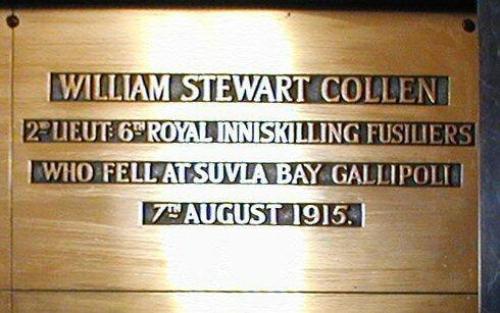 WILLIAM STEWART COLLEN
2ND LIEUT: 6TH ROYAL INNISKILLING FUSILIERS
WHO FELL AT SUVLA BAY GALLIPOLI
7TH AUGUST 1915.